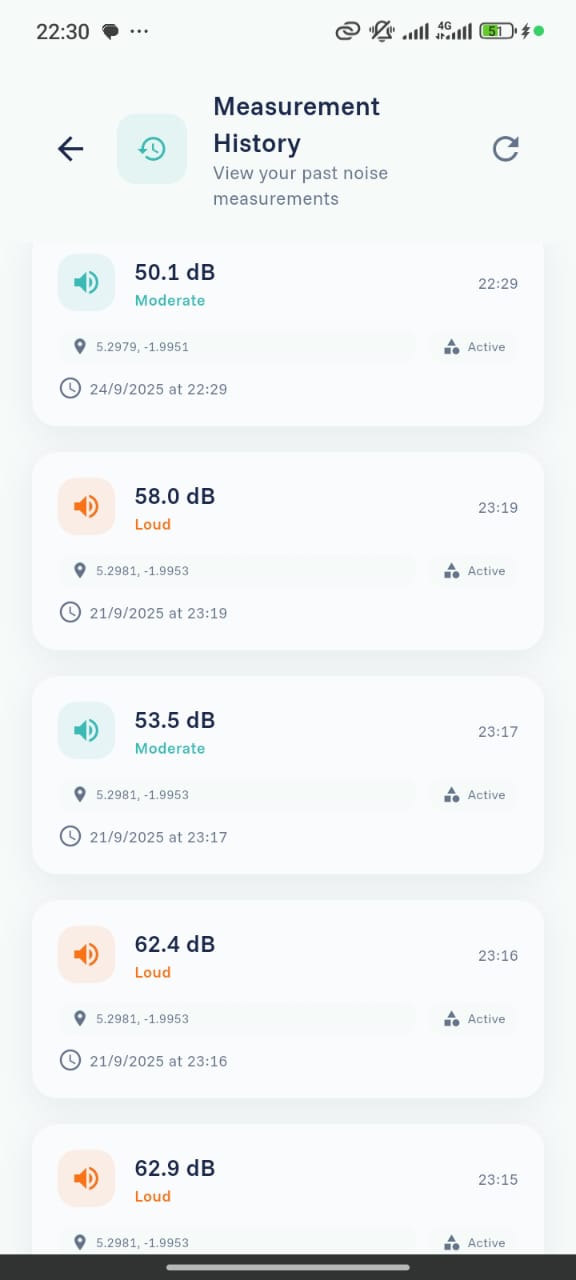 22:30
4G
51
Measurement
History
View your past noise
measurements
50.1 dB
22:29
Moderate
5.2979, -1.9951
Active
24/9/2025 at 22:29
58.0 dB
23:19
Loud
5.2981, -1.9953
Active
21/9/2025 at 23:19
53.5 dB
23:17
Moderate
5.2981, -1.9953
Active
21/9/2025 at 23:17
62.4 dB
23:16
Loud
5.2981, -1.9953
Active
21/9/2025 at 23:16
62.9 dB
23:15
Loud
5.2981, -1.9953
Active